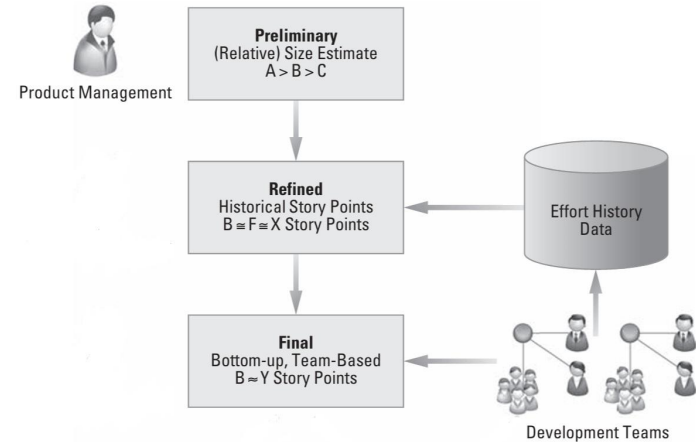 Preliminary
(Relative) Size Estimate
A > B > C
Product Management
Refined
Historical Story Points
B ≅ F ≅ X Story Points
Effort History
Data
Final
Bottom-up, Team-Based
B ≈ Y Story Points
Development Teams